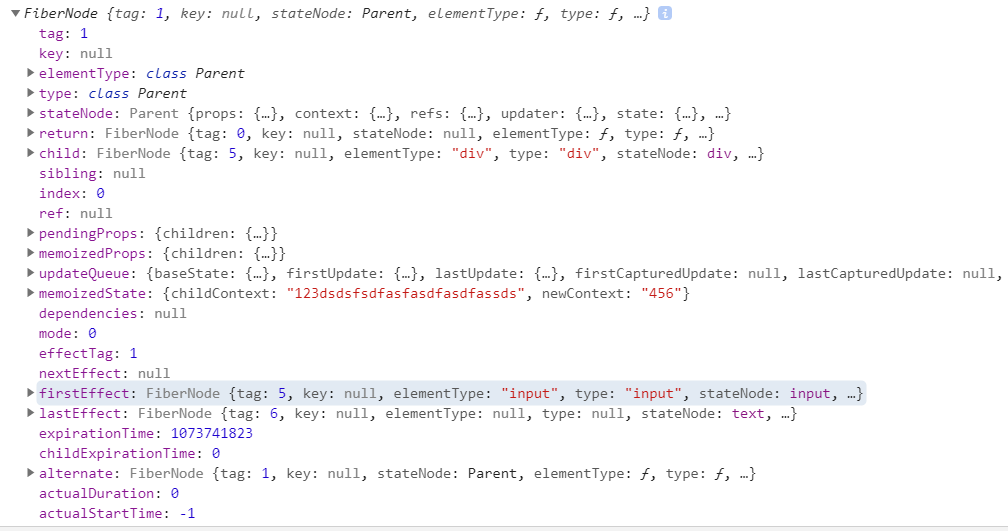 FiberNode {tag: 1, key: null, stateNode: Parent, elementType: ƒ, type: ƒ, …} i
tag: 1
key: null
elementType: class Parent
type: class Parent
stateNode: Parent {props: {…}, context: {…}, refs: {…}, updater: {…}, state: {…}, …}
return: FiberNode {tag: 0, key: null, stateNode: null, elementType: ƒ, type: ƒ, …}
child: FiberNode {tag: 5, key: null, elementType: "div", type: "div", stateNode: div, …}
sibling: null
index: 0
ref: null
pendingProps: {children: {…}}
memoizedProps: {children: {…}}
updateQueue: {baseState: {…}, firstUpdate: {…}, lastUpdate: {…}, firstCapturedUpdate: null, lastCapturedUpdate: null,
memoizedState: {childContext: "123dsdsfsdfasfasdfasdfassds", newContext: "456"}
dependencies: null
mode: 0
effectTag: 1
nextEffect: null
firstEffect: FiberNode {tag: 5, key: null, elementType: "input", type: "input", stateNode: input, …}
lastEffect: FiberNode {tag: 6, key: null, elementType: null, type: null, stateNode: text, …}
expirationTime: 1073741823
childExpirationTime: 0
alternate: FiberNode {tag: 1, key: null, stateNode: Parent, elementType: ƒ, type: ƒ, …}
actualDuration: 0
actualStartTime: -1